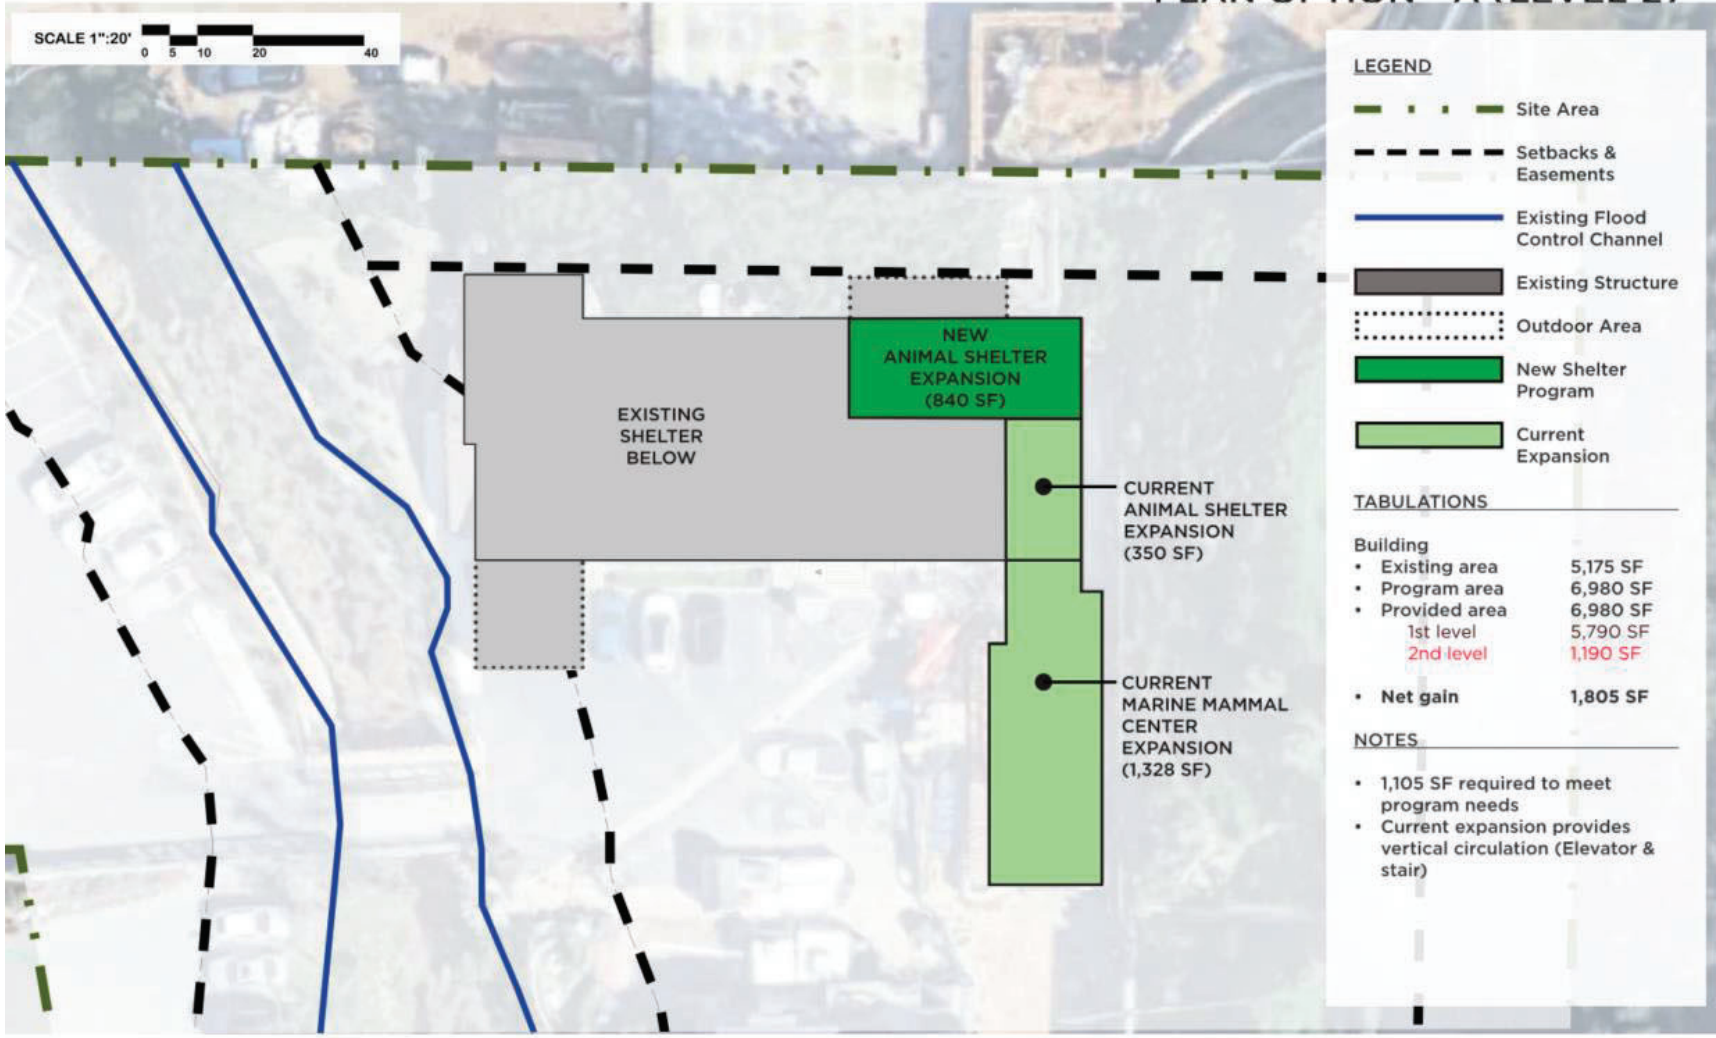 PLAN OPTION - A (LEVEL 2)
SCALE 1":20'
0 5 10 20 40
LEGEND
Site Area
Setbacks &
Easements
Existing Flood
Control Channel
Existing Structure
Outdoor Area
New Shelter
Program
Current
Expansion
TABULATIONS
Building
• Existing area 5,175 SF
• Program area 6,980 SF
• Provided area 6,980 SF
1st level 5,790 SF
2nd level 1,190 SF
• Net gain 1,805 SF
NOTES
• 1,105 SF required to meet
program needs
• Current expansion provides
vertical circulation (Elevator &
stair)
NEW
ANIMAL SHELTER
EXPANSION
(840 SF)
EXISTING
SHELTER
BELOW
CURRENT
ANIMAL SHELTER
EXPANSION
(350 SF)
CURRENT
MARINE MAMMAL
CENTER
EXPANSION
(1,328 SF)